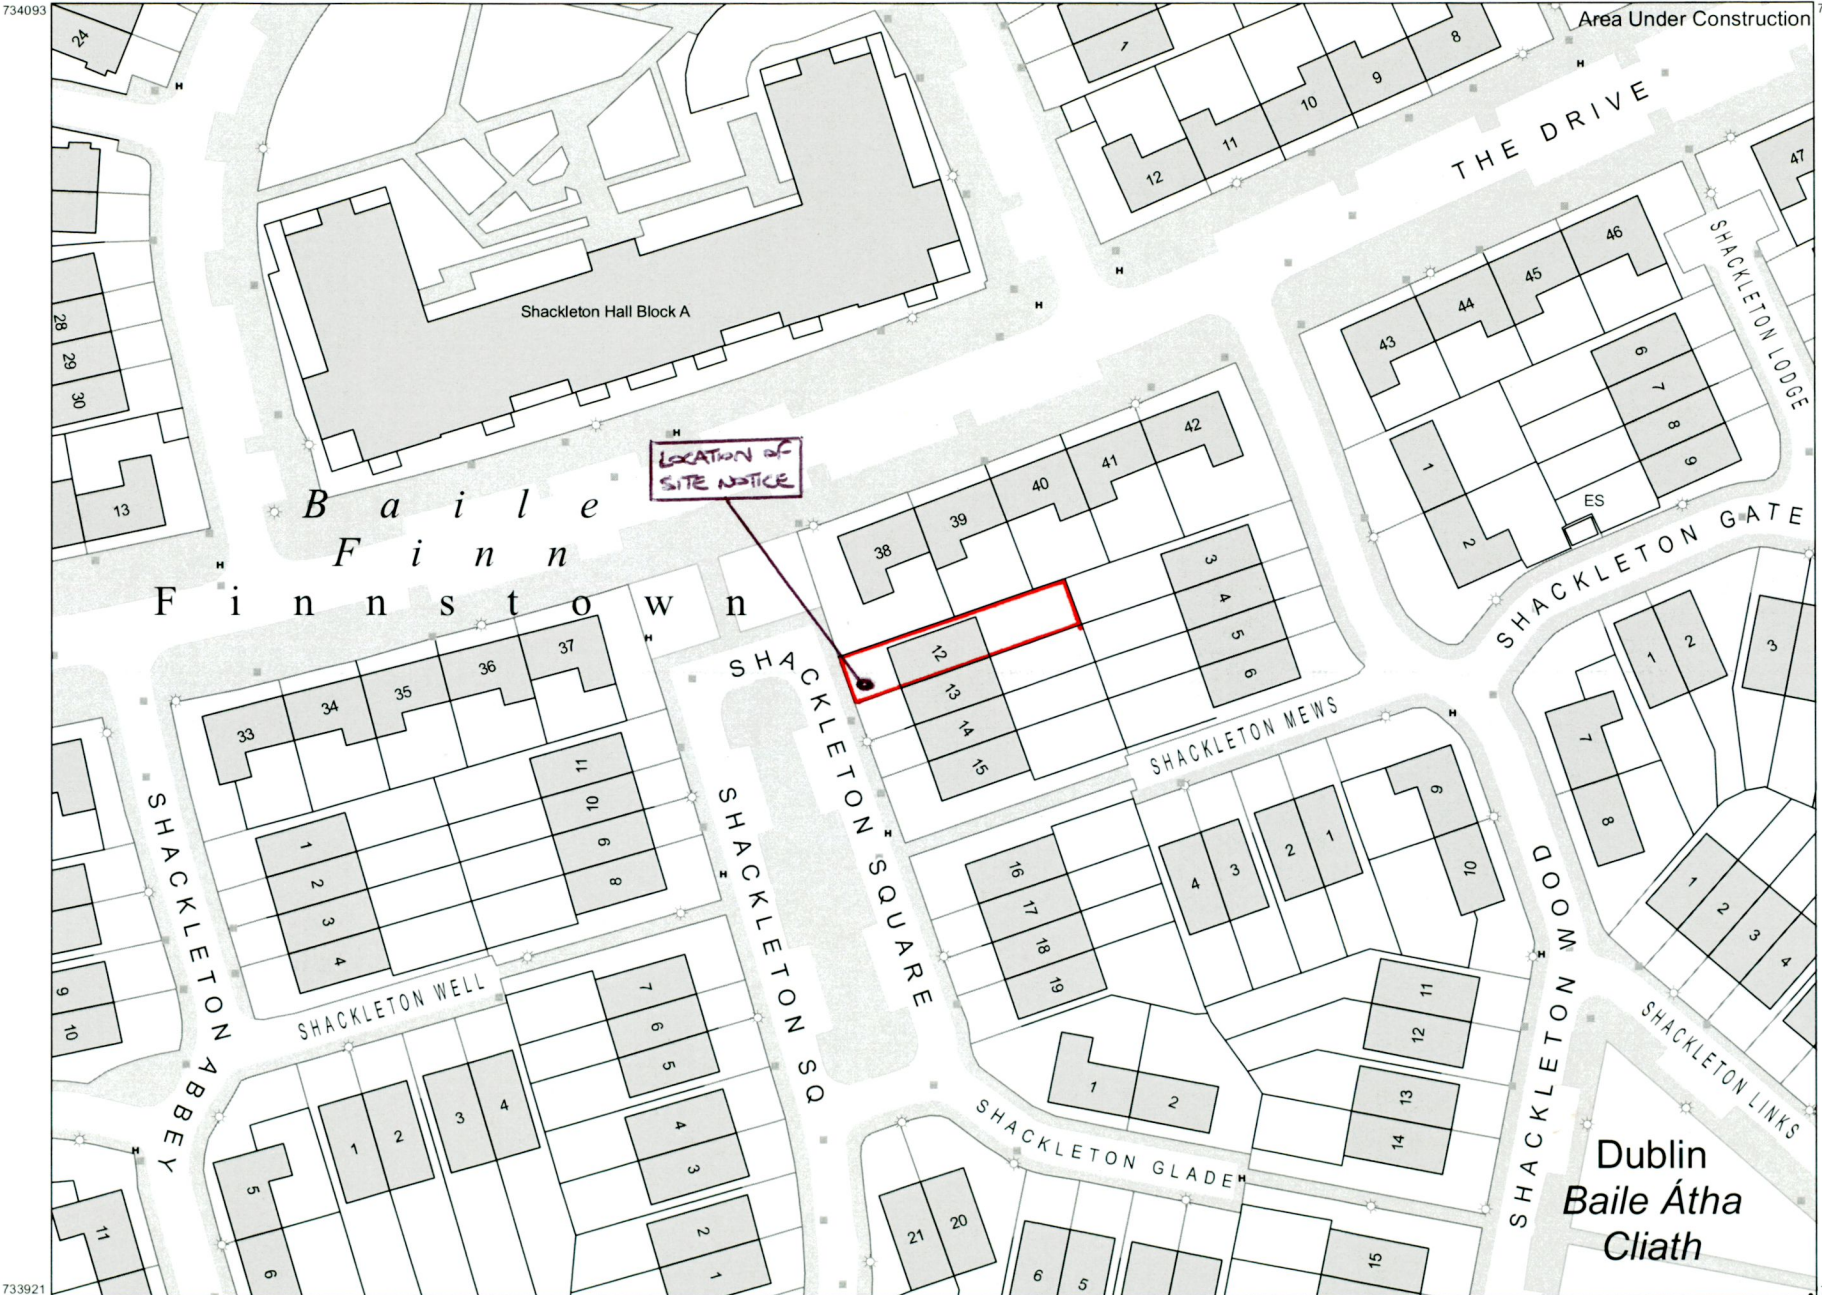 734093
Area Under Construction
24
1
8
9
10
11
12
THE DRIVE
47
46
45
44
43
SHACKLETON LODGE
28
29
30
13
Shackleton Hall Block A
LOCATION OF
SITE NOTICE
Baile
Finn
Finnstown
38
39
40
41
42
6
7
8
9
1
2
ES
SHACKLETON GATE
3
4
5
6
12
13
14
15
33
34
35
36
37
SHACKLETON SQUARE
SHACKLETON MEWS
1
2
3
7
8
11
10
9
8
1
2
3
4
SHACKLETON ABBEY
SHACKLETON SQ
SHACKLETON WELL
16
17
18
19
4
3
2
1
9
10
SHACKLETON WOOD
1
2
3
4
9
10
7
6
5
4
3
2
1
1
2
3
4
5
6
11
11
12
13
14
1
2
SHACKLETON GLADE
SHACKLETON LINKS
21
20
6
5
15
Dublin
Baile Átha
Cliath
733921
H
H
H
H
H
H
H
H
H
H
H
H
H